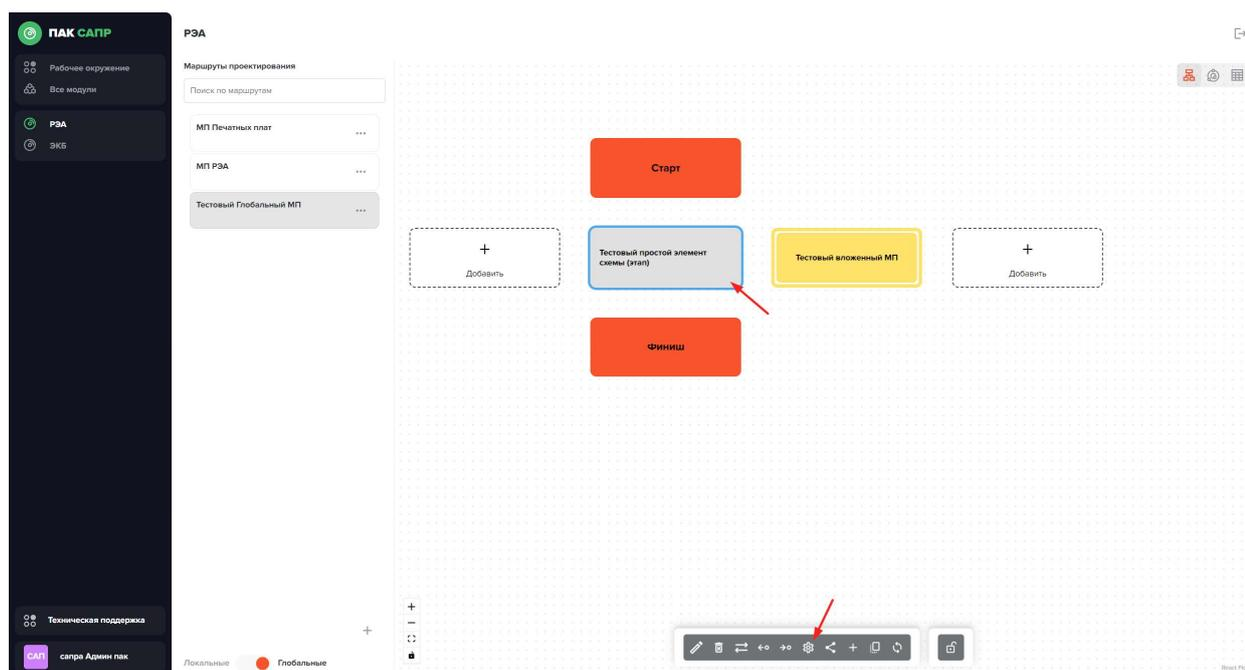 ПАК САПР
Рабочее окружение
Все модули
РЭА
ЭКБ
Техническая поддержка
САП
сапра Админ пак
РЭА
Маршруты проектирования
Поиск по маршрутам
МП Печатных плат
МП РЭА
Тестовый Глобальный МП
Локальные
Глобальные
Старт
Добавить
Тестовый простой элемент
схемы (этап)
Тестовый вложенный МП
Добавить
Финиш